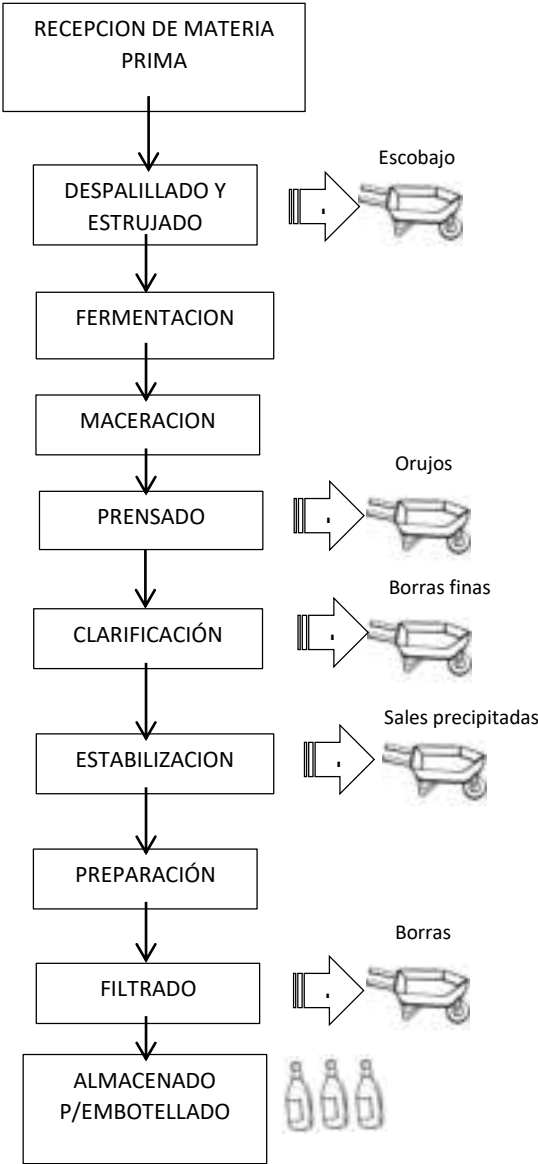 RECEPCION DE MATERIA
PRIMA
Escobajo
DESPALILLADO Y
ESTRUJADO
FERMENTACION
MACERACION
Orujos
PRENSADO
Borras finas
CLARIFICACIÓN
Sales precipitadas
ESTABILIZACION
PREPARACIÓN
Borras
FILTRADO
ALMACENADO
P/EMBOTELLADO